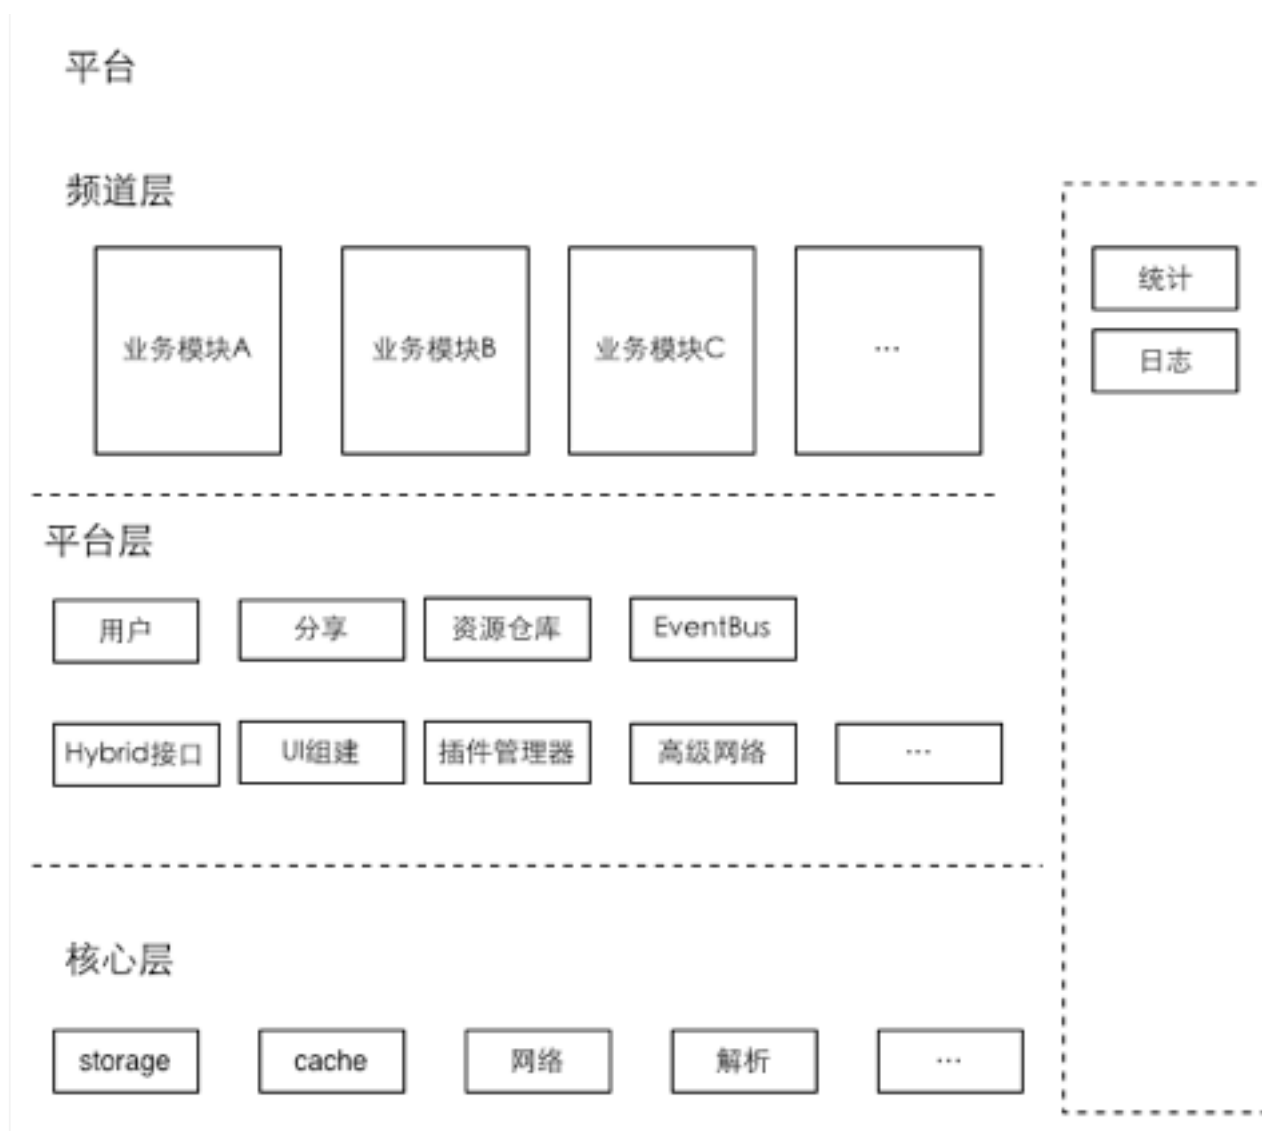 平台
频道层
业务模块A
业务模块B
业务模块C
...
统计
日志
平台层
用户
分享
资源仓库
EventBus
Hybrid接口
UI组建
插件管理器
高级网络
...
核心层
storage
cache
网络
解析
...